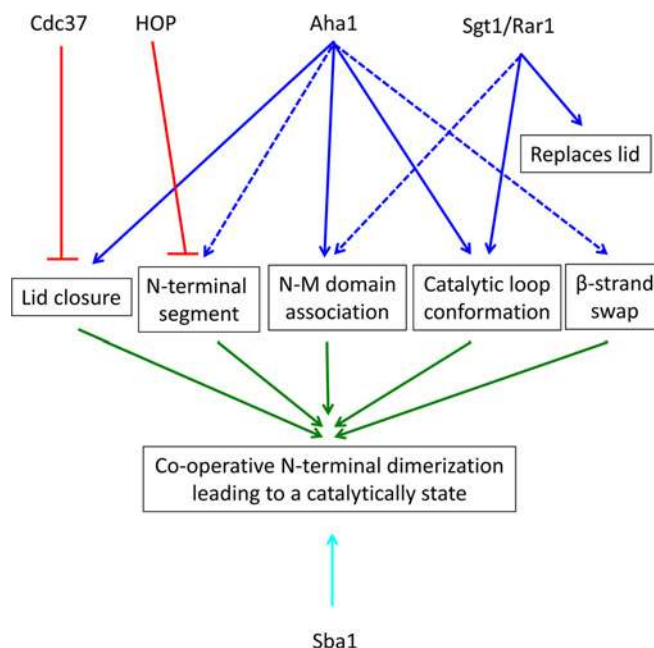 Cdc37 HOP Aha1 Sgt1/Rar1
Replaces lid
Lid closure
N-terminal
segment
N-M domain
association
Catalytic loop
conformation
β-strand
swap
Co-operative N-terminal dimerization
leading to a catalytically state
Sba1